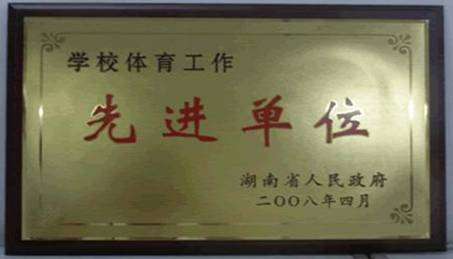 学校体育工作
先进单位
湖南省人民政府
二〇〇八年四月